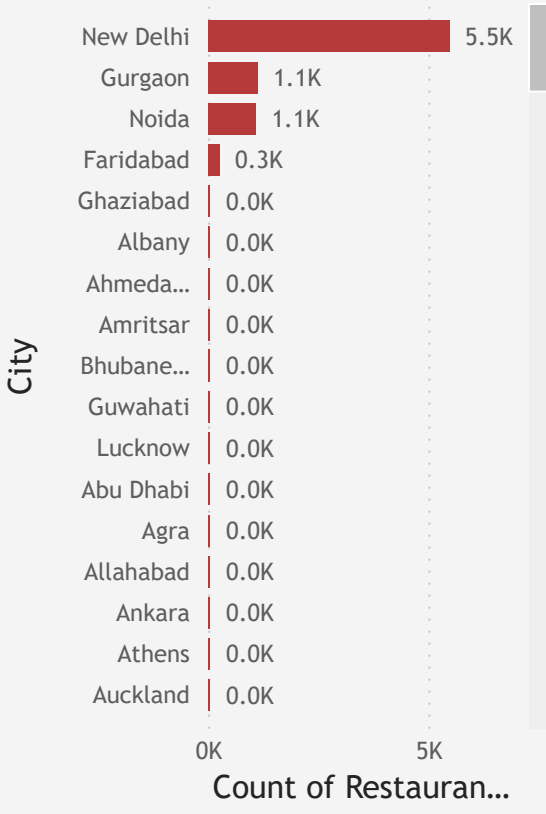 New Delhi 5.5K
Gurgaon 1.1K
Noida 1.1K
Faridabad 0.3K
Ghaziabad 0.0K
Albany 0.0K
Ahmeda... 0.0K
Amritsar 0.0K
Bhubane... 0.0K
Guwahati 0.0K
Lucknow 0.0K
Abu Dhabi 0.0K
Agra 0.0K
Allahabad 0.0K
Ankara 0.0K
Athens 0.0K
Auckland 0.0K
City
0K 5K
Count of Restauran...